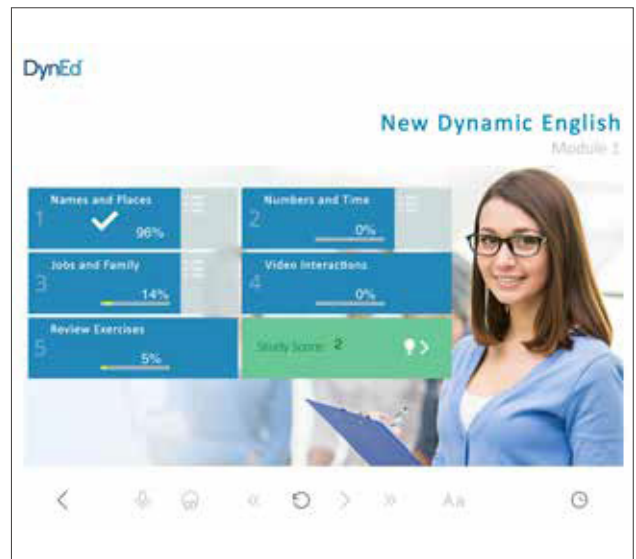 DynEd
New Dynamic English
Module 1
1 Names and Places
96%
2 Numbers and Time
0%
3 Jobs and Family
14%
4 Video Interactions
0%
5 Review Exercises
5%
Study Score: 2
Aa